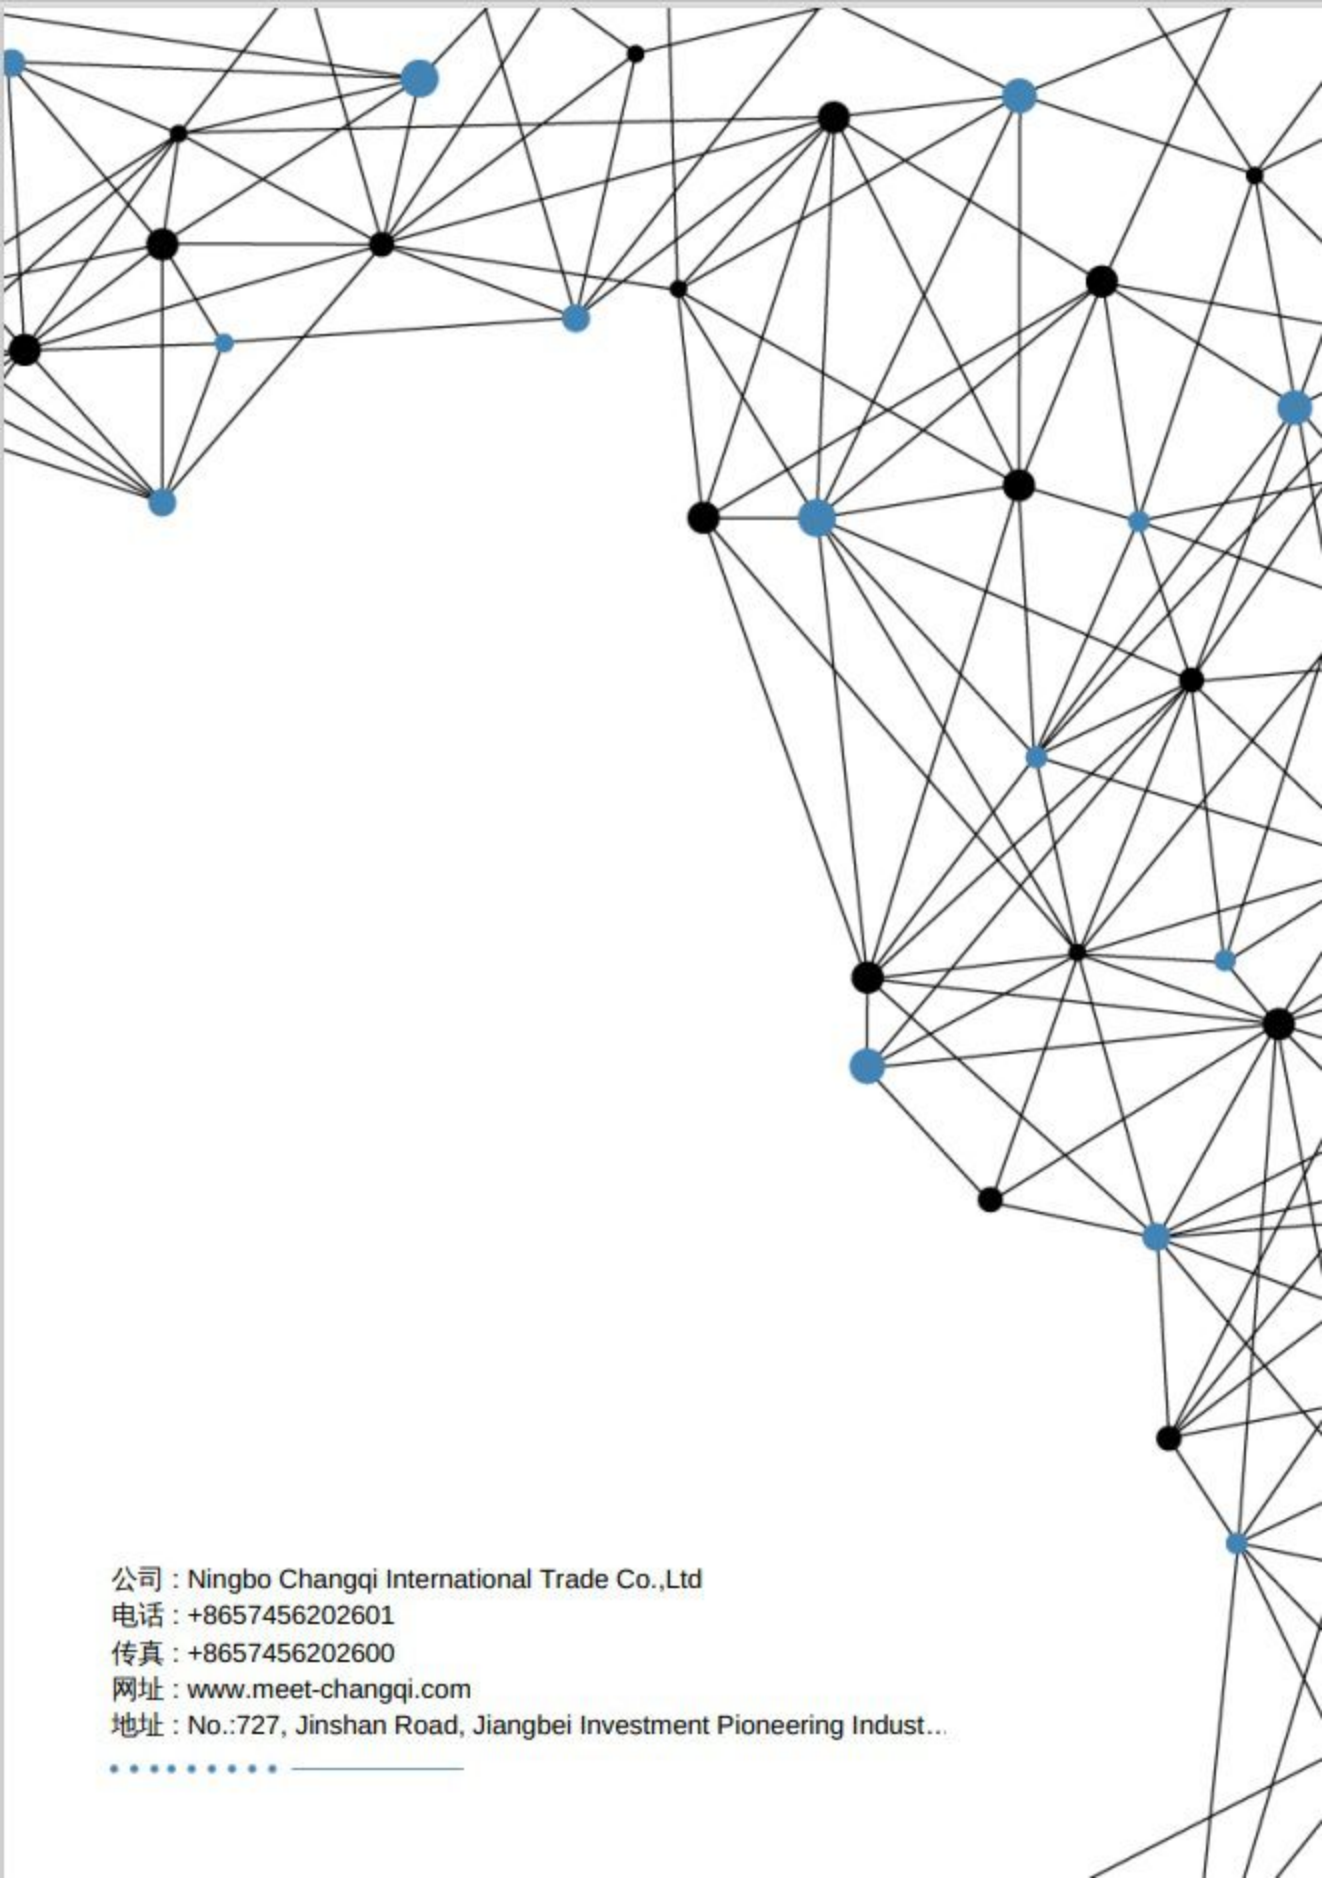 公司 : Ningbo Changqi International Trade Co.,Ltd
电话 : +8657456202601
传真 : +8657456202600
网址 : www.meet-changqi.com
地址 : No.:727, Jinshan Road, Jiangbei Investment Pioneering Indust...